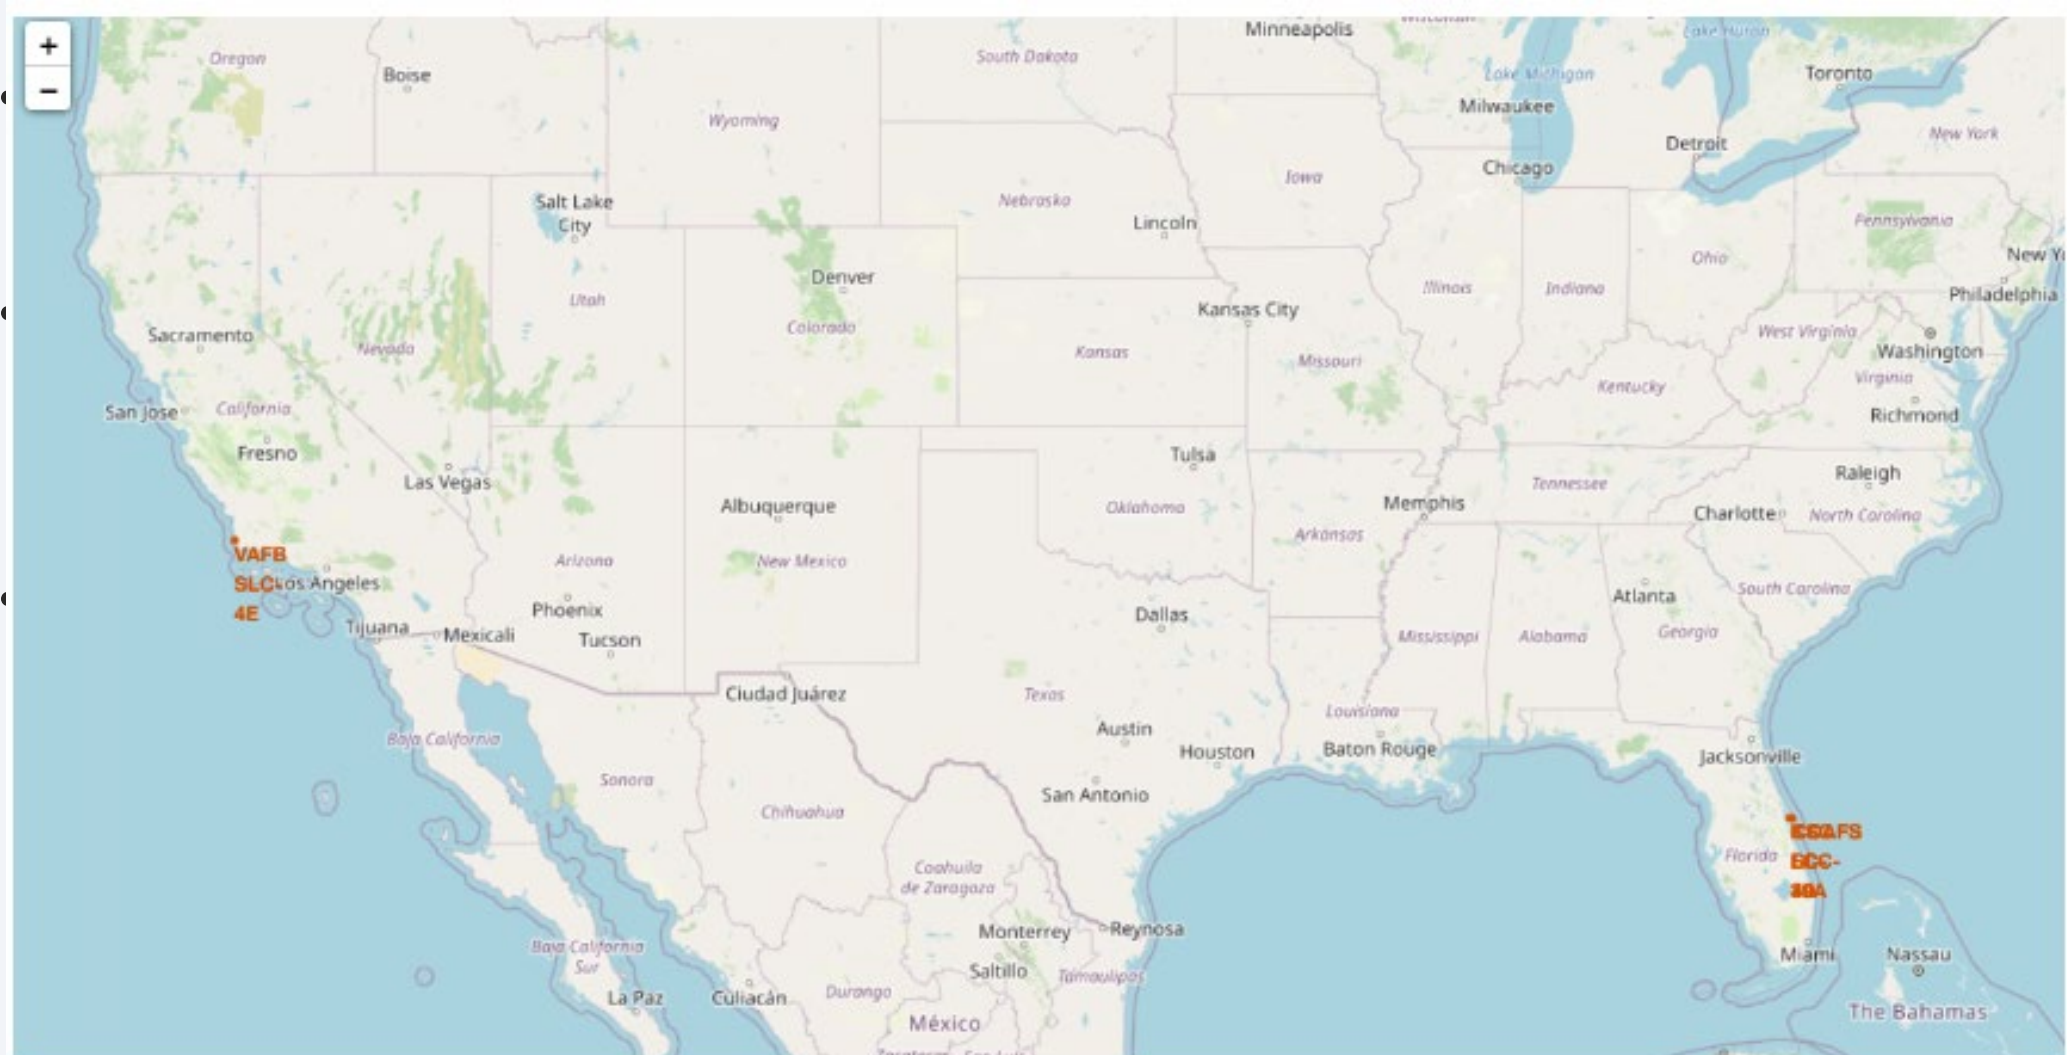 +
−
Oregon
Boise
South Dakota
Minneapolis
Wisconsin
Lake Huron
Lake Michigan
Toronto
Wyoming
Milwaukee
New York
Detroit
Chicago
Iowa
Salt Lake
City
Nebraska
Lincoln
Pennsylvania
New Yo
Ohio
Denver
Utah
Illinois
Indiana
Philadelphia
Kansas City
Colorado
Sacramento
Nevada
West Virginia
Kansas
Washington
Missouri
Virginia
Kentucky
San Jose
California
Richmond
Fresno
Tulsa
Las Vegas
Raleigh
Tennessee
Albuquerque
Oklahoma
Memphis
Charlotte
North Carolina
Arkansas
VAFB
SLC-
4E
Los Angeles
Arizona
New Mexico
South Carolina
Atlanta
Phoenix
Dallas
Tijuana
Mexicali
Tucson
Mississippi
Alabama
Georgia
Ciudad Juárez
Texas
Louisiana
Baja California
Austin
Houston
Baton Rouge
Jacksonville
Sonora
San Antonio
Chihuahua
Florida
Coahuila
de Zaragoza
Monterrey
Reynosa
Baja California
Sur
Miami
Nassau
Saltillo
Tamaulipas
La Paz
Culiacán
Durango
México
The Bahamas